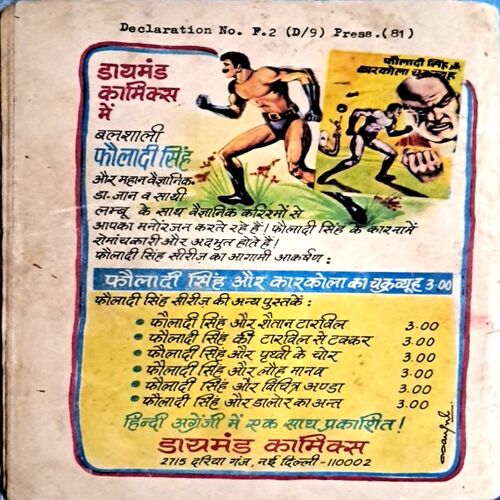 Declaration No. F.2 (D/9) Press.(81)
डायमंड
कामिक्स
में
बलशाली
फौलादी सिंह
और महान वैज्ञानिक
डा. जान व साथी
लम्बू के साथ वैज्ञानिक करिश्मों से
आपका मनोरंजन करते रहे हैं। फौलादी सिंह के कारनामें
रोमांचकारी और अदभुत होते हैं।
फौलादी सिंह सीरीज़ का आगामी आकर्षण :
फौलादी सिंह और
कारकोला चक्रव्यूह
फौलादी सिंह और कारकोला का चक्रव्यूह 3.00
फौलादी सिंह सीरीज़ की अन्य पुस्तकें :
• फौलादी सिंह और शैतान टारविल 3.00
• फौलादी सिंह की टारविल से टक्कर 3.00
• फौलादी सिंह और पृथ्वी के चोर 3.00
• फौलादी सिंह और लौह मानव 3.00
• फौलादी सिंह और विचित्र अण्डा 3.00
• फौलादी सिंह और डालोर का अन्त 3.00
हिन्दी अंग्रेजी में एक साथ प्रकाशित!
डायमंड कामिक्स
2715 दरिया गंज, नई दिल्ली-110002